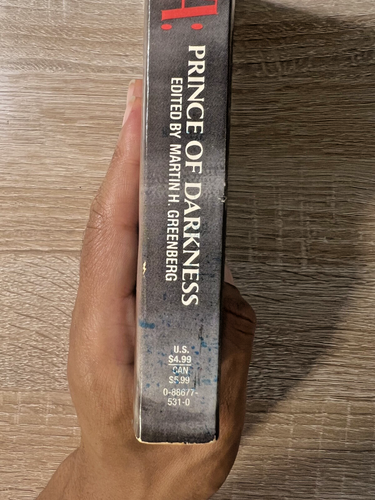 H:
PRINCE OF DARKNESS
EDITED BY MARTIN H. GREENBERG
U.S.
$4.99
CAN
$5.99
0-88677-
531-0